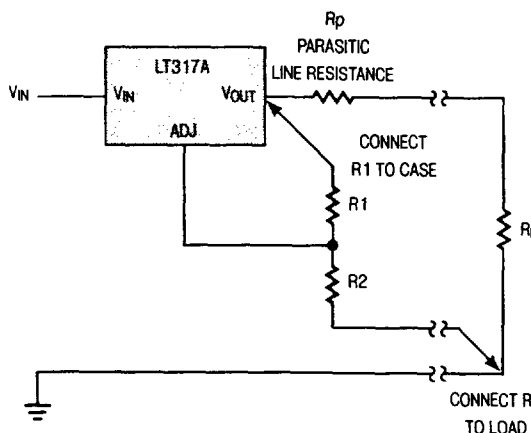 Rp
PARASITIC
LINE RESISTANCE
LT317A
VIN
VIN
VOUT
ADJ
CONNECT
R1 TO CASE
R1
R2
CONNECT R
TO LOAD